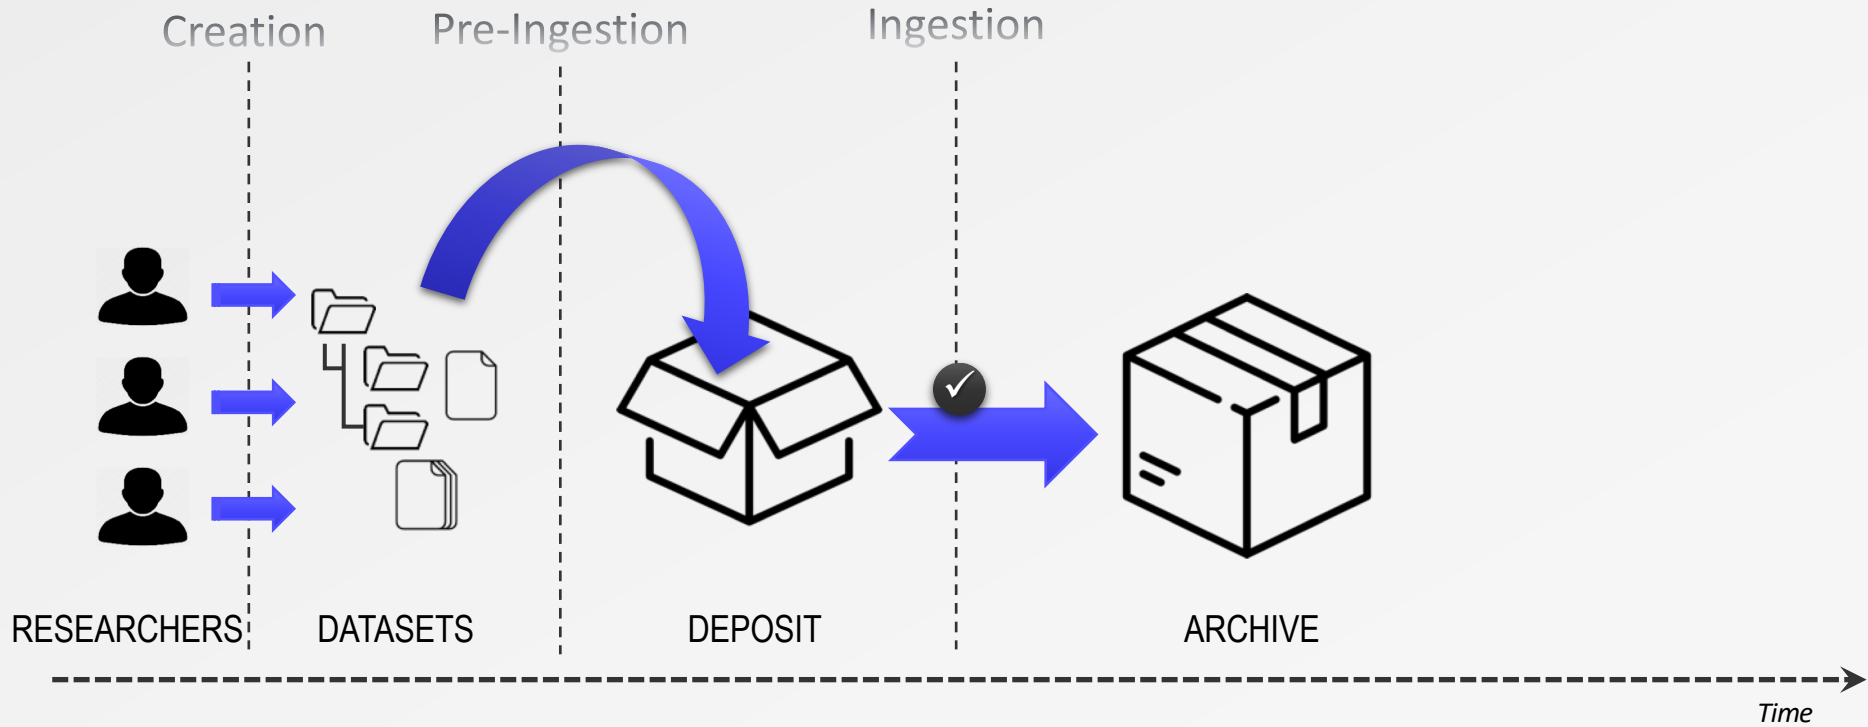 Creation
Pre-Ingestion
Ingestion
RESEARCHERS
DATASETS
DEPOSIT
ARCHIVE
Time